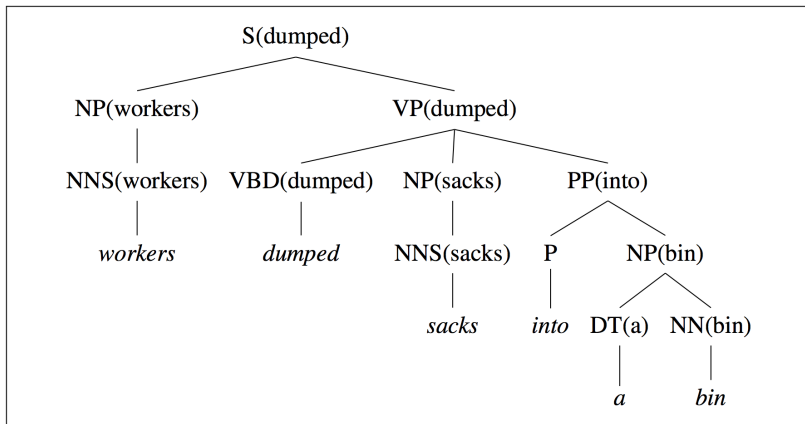 S(dumped)
NP(workers) VP(dumped)
NNS(workers) VBD(dumped) NP(sacks) PP(into)
workers dumped NNS(sacks) P NP(bin)
sacks into DT(a) NN(bin)
a bin